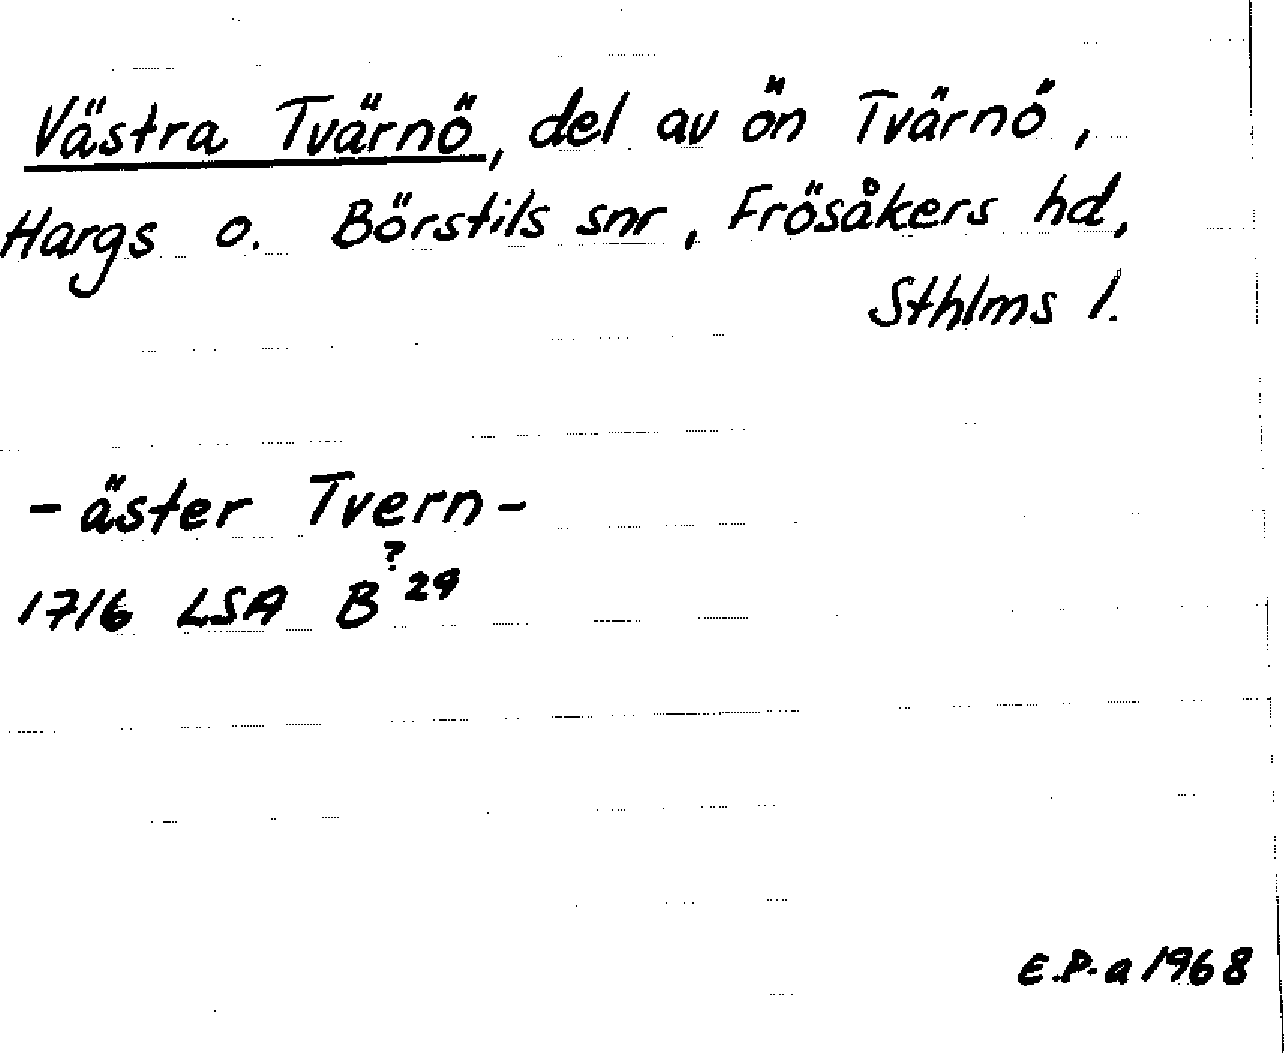 Västra Tvärnö, del av ön Tvärnö,
Hargs o. Börstils snr, Frösåkers hd,
Sthlms l.
- äster Tvern -
?
1716 LSA B 29
E.P-a 1968